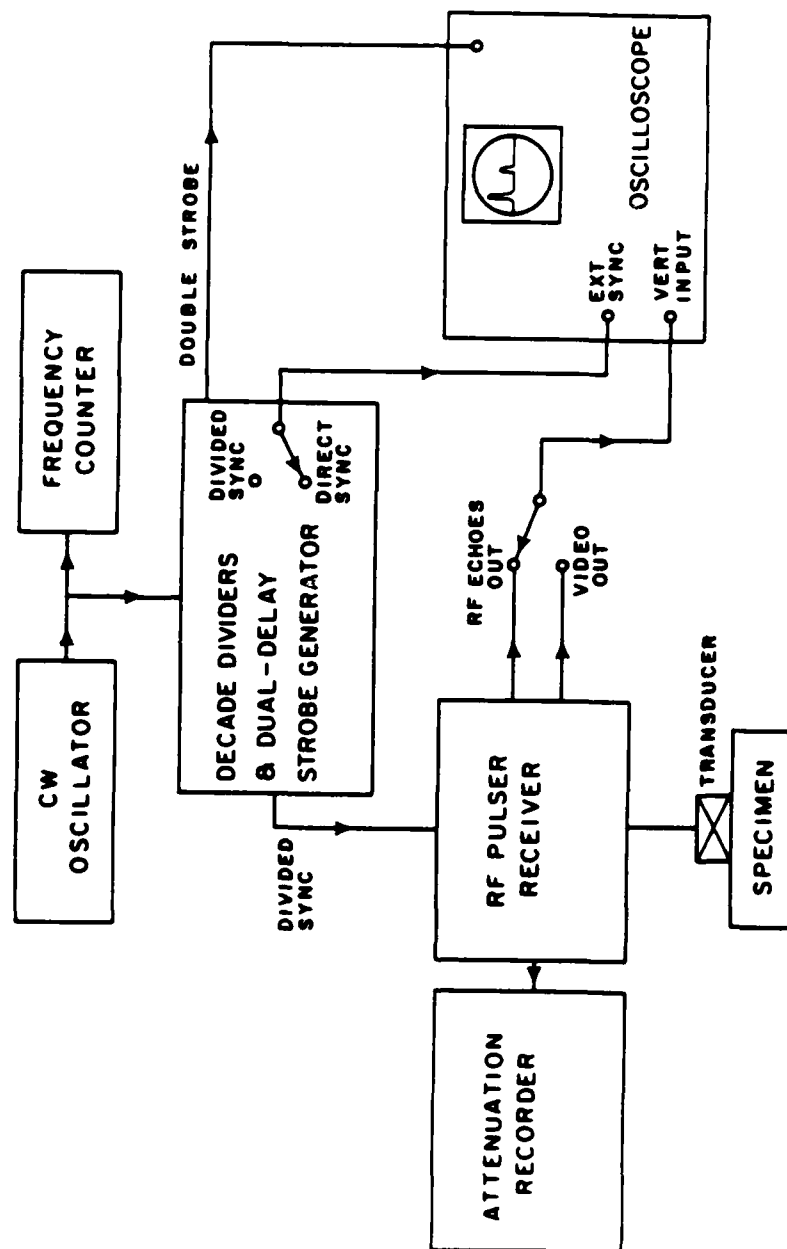 CW
OSCILLATOR
FREQUENCY
COUNTER
DECADE DIVIDERS
& DUAL-DELAY
STROBE GENERATOR
DIVIDED
SYNC
DIRECT
SYNC
DOUBLE STROBE
DIVIDED
SYNC
ATTENUATION
RECORDER
RF PULSER
RECEIVER
RF ECHOES
OUT
VIDEO
OUT
EXT
SYNC
VERT
INPUT
OSCILLOSCOPE
TRANSDUCER
SPECIMEN